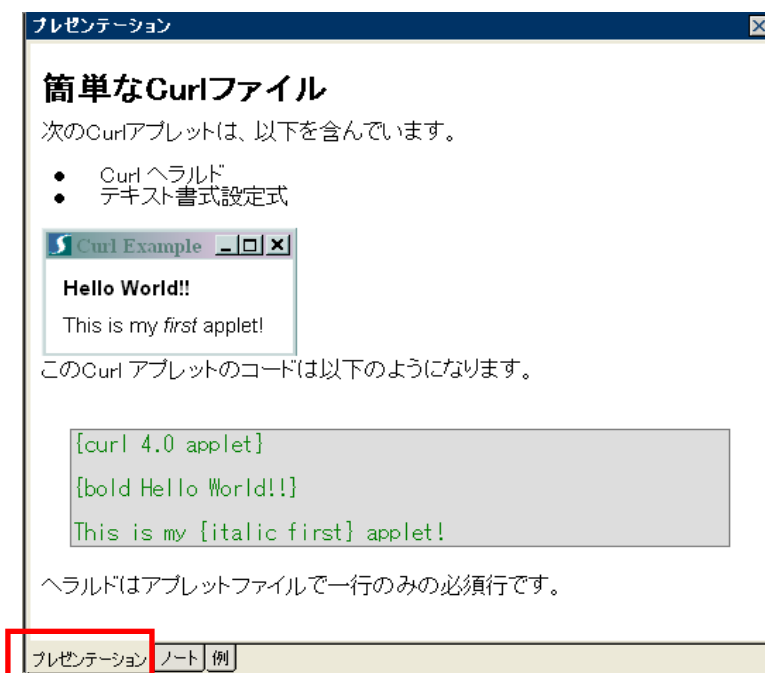 プレゼンテーション
簡単なCurlファイル
次のCurlアプレットは、以下を含んでいます。
● Curl ヘラルド
● テキスト書式設定式
Curl Example
Hello World!!
This is my first applet!
このCurl アプレットのコードは以下のようになります。
{curl 4.0 applet}
{bold Hello World!!}
This is my {italic first} applet!
ヘラルドはアプレットファイルで一行のみの必須行です。
プレゼンテーション ノート 例